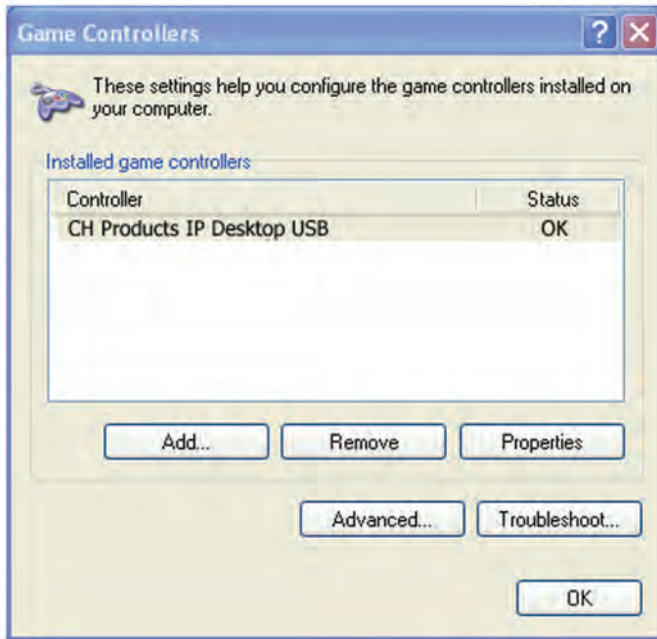 Game Controllers
These settings help you configure the game controllers installed on
your computer.
Installed game controllers
Controller Status
CH Products IP Desktop USB OK
Add... Remove Properties
Advanced... Troubleshoot...
OK